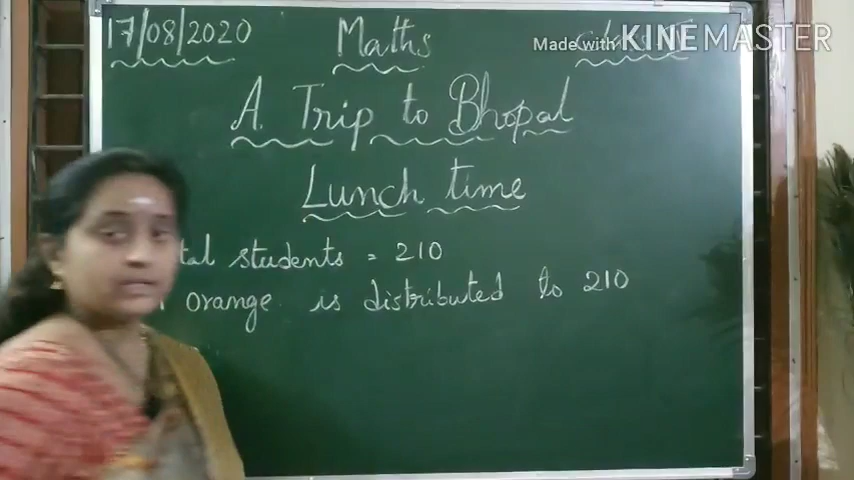 17/08/2020 Maths
Made with KINEMASTER
A Trip to Bhopal
Lunch time
students = 210
orange is distributed to 210